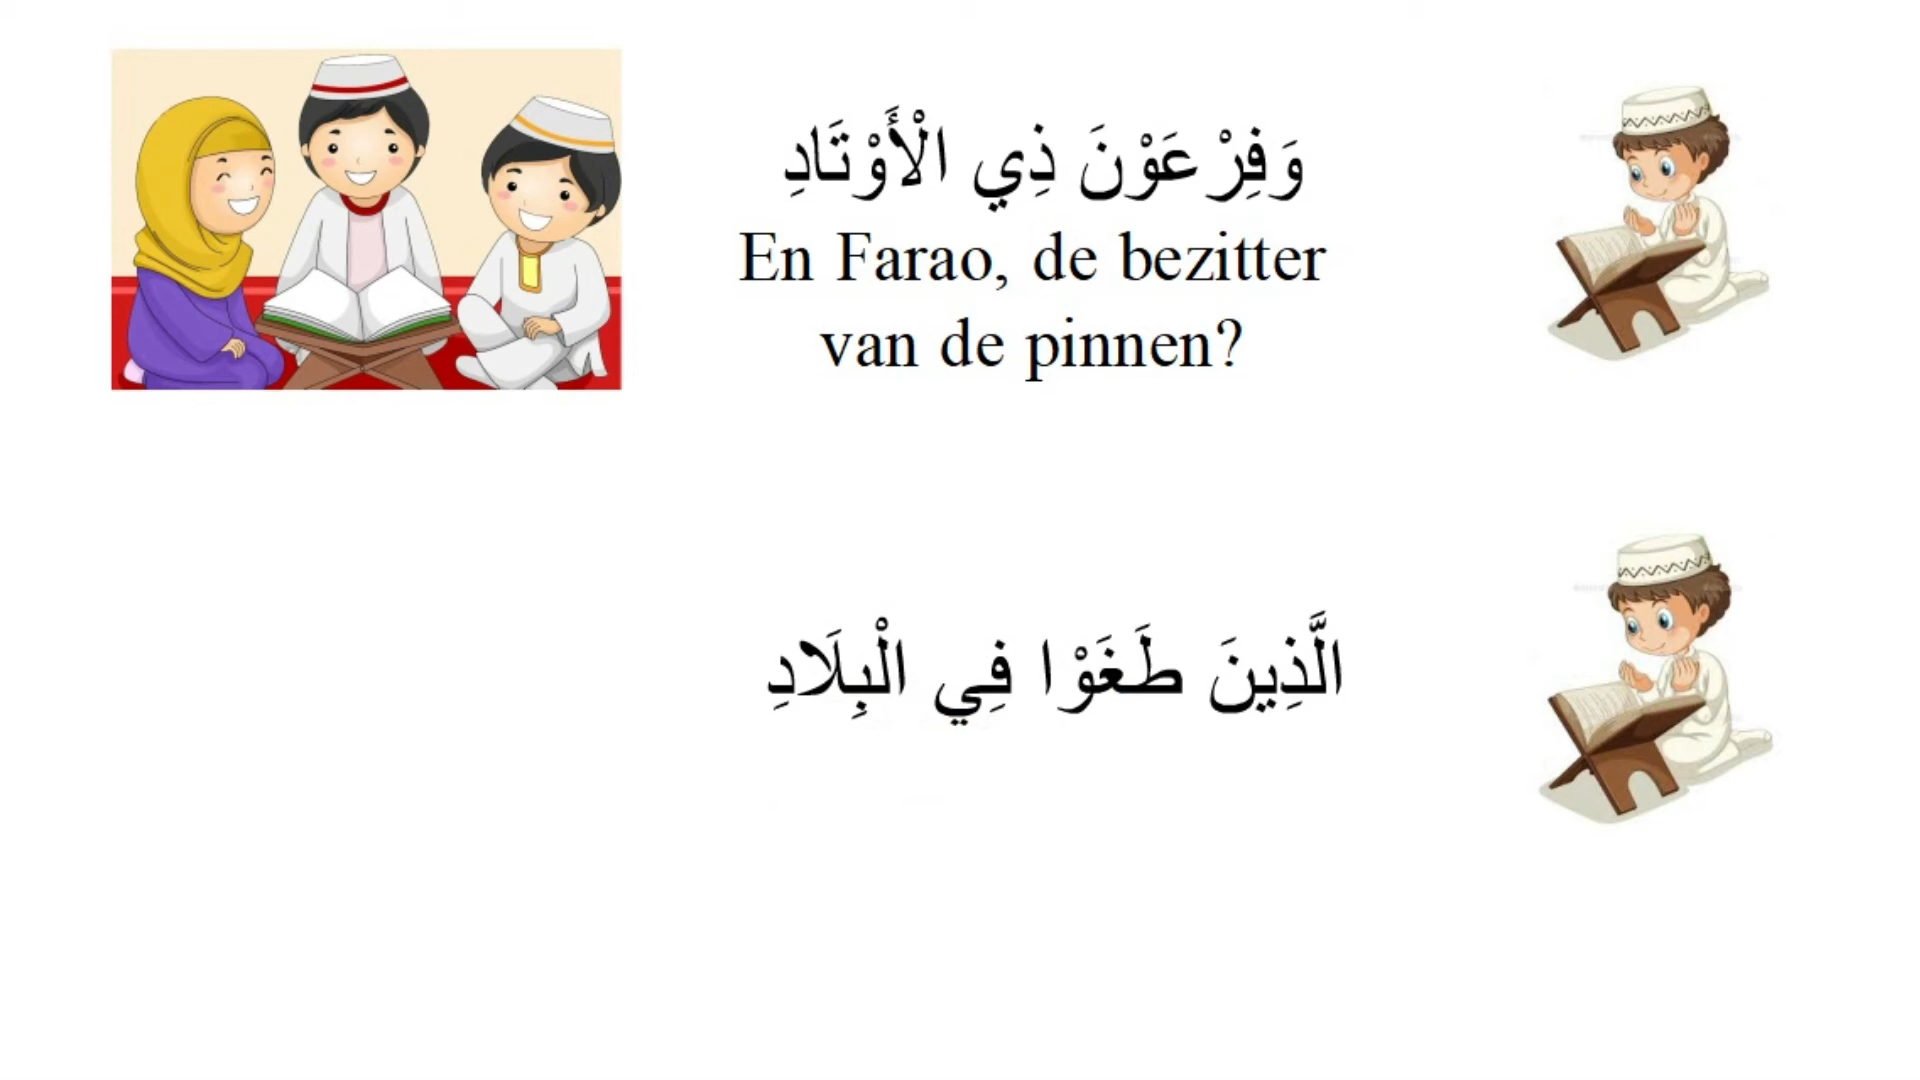 وَفِرْعَوْنَ ذِي الْأَوْتَادِ
En Farao, de bezitter
van de pinnen?
الَّذِينَ طَغَوْا فِي الْبِلَادِ